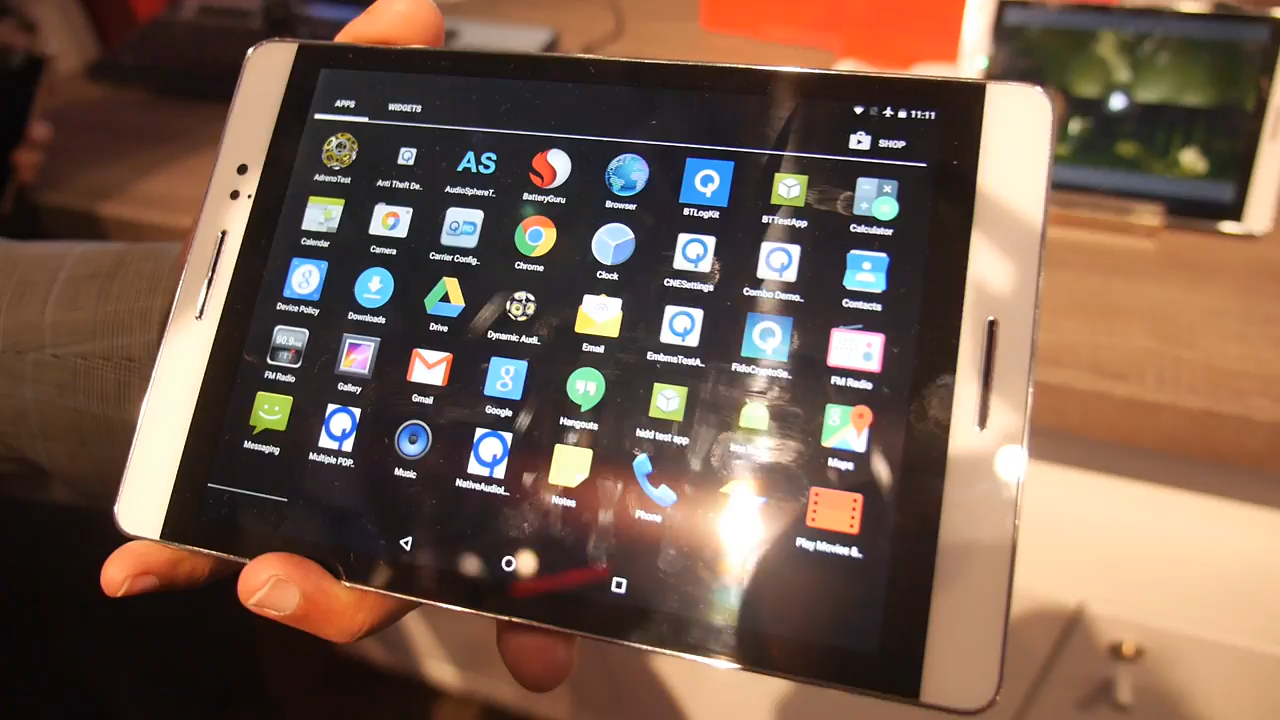 APPS WIDGETS
11:11
SHOP
AdrenoTest Anti Theft De.. AudioSphereT.. BatteryGuru Browser BTLogKit BTTestApp Calculator
AS
Calendar Camera Carrier Config.. Chrome Clock CNESettings Combo Demo.. Contacts
Device Policy Downloads Drive Dynamic Audi.. Email EmbmsTestA.. FidoCryptoSe.. FM Radio
90.9
FM Radio Gallery Gmail Google Hangouts hidd test app Maps
Messaging Multiple PDP.. Music NativeAudioL.. Notes Phone Play Movies &..